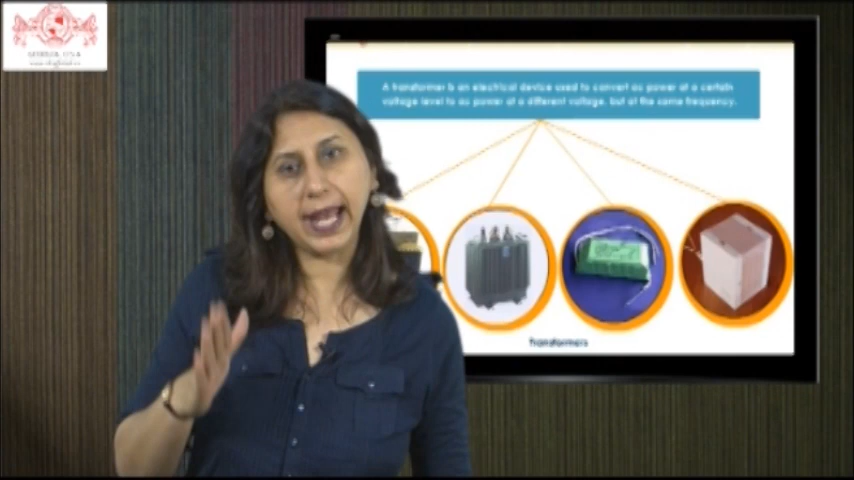 A transformer is an electrical device used to convert ac power at a certain
voltage level to ac power at a different voltage, but at the same frequency.
Transformers